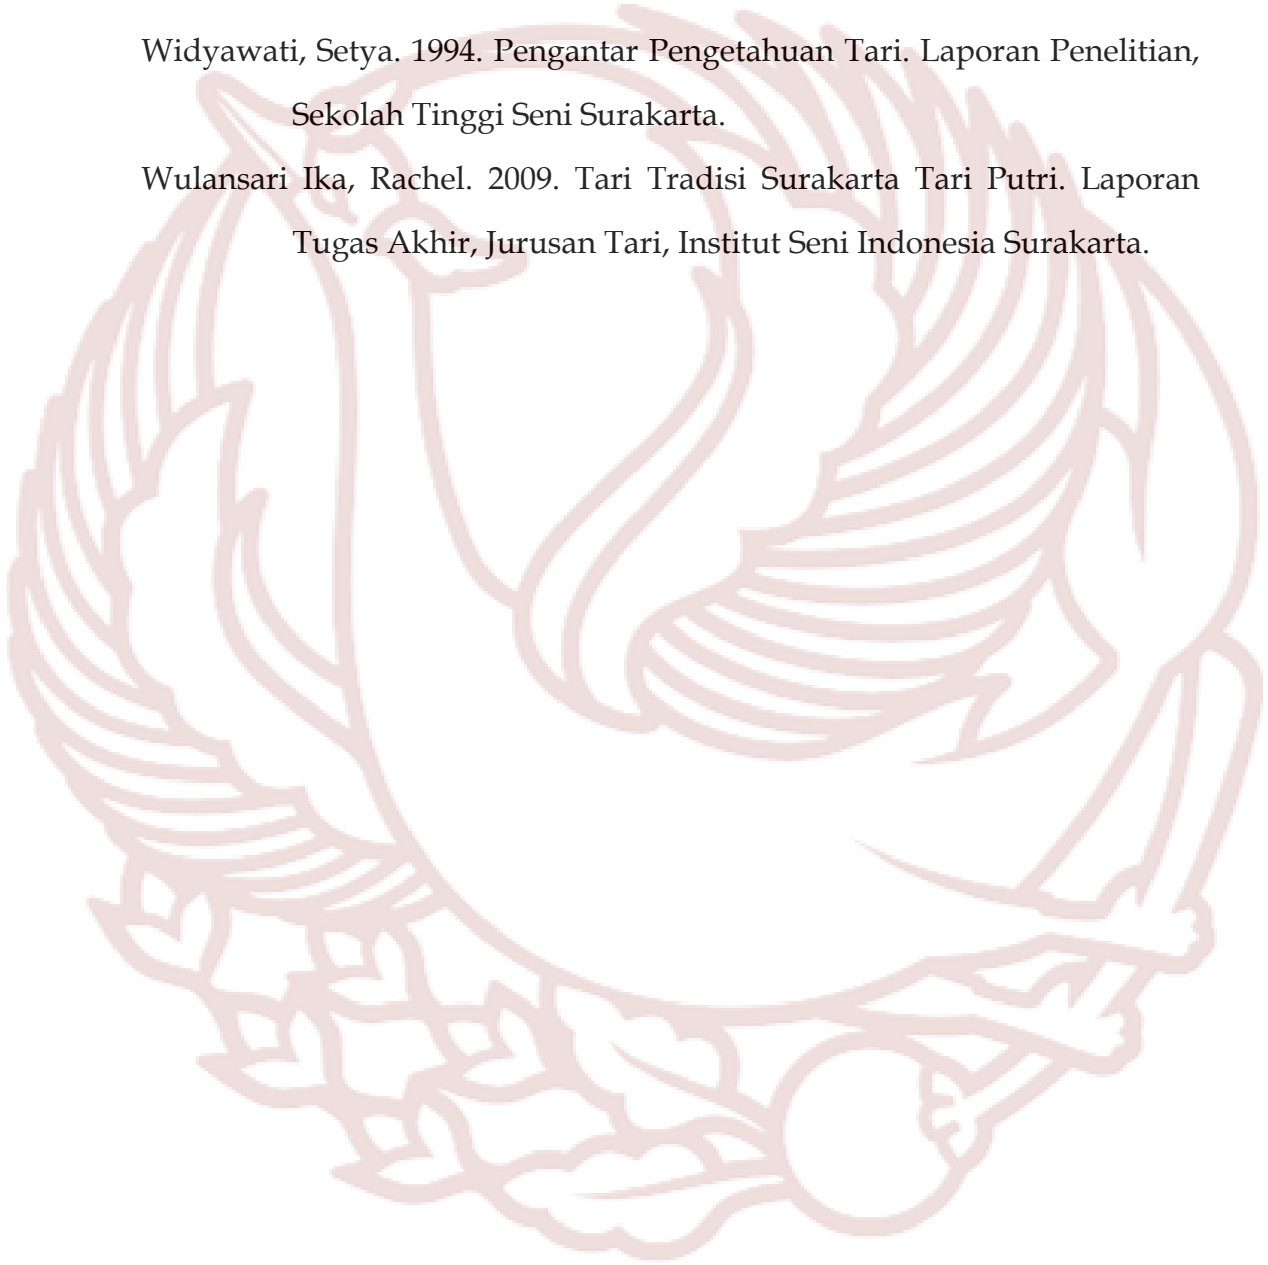 Widyawati, Setya. 1994. Pengantar Pengetahuan Tari. Laporan Penelitian,
Sekolah Tinggi Seni Surakarta.
Wulansari Ika, Rachel. 2009. Tari Tradisi Surakarta Tari Putri. Laporan
Tugas Akhir, Jurusan Tari, Institut Seni Indonesia Surakarta.